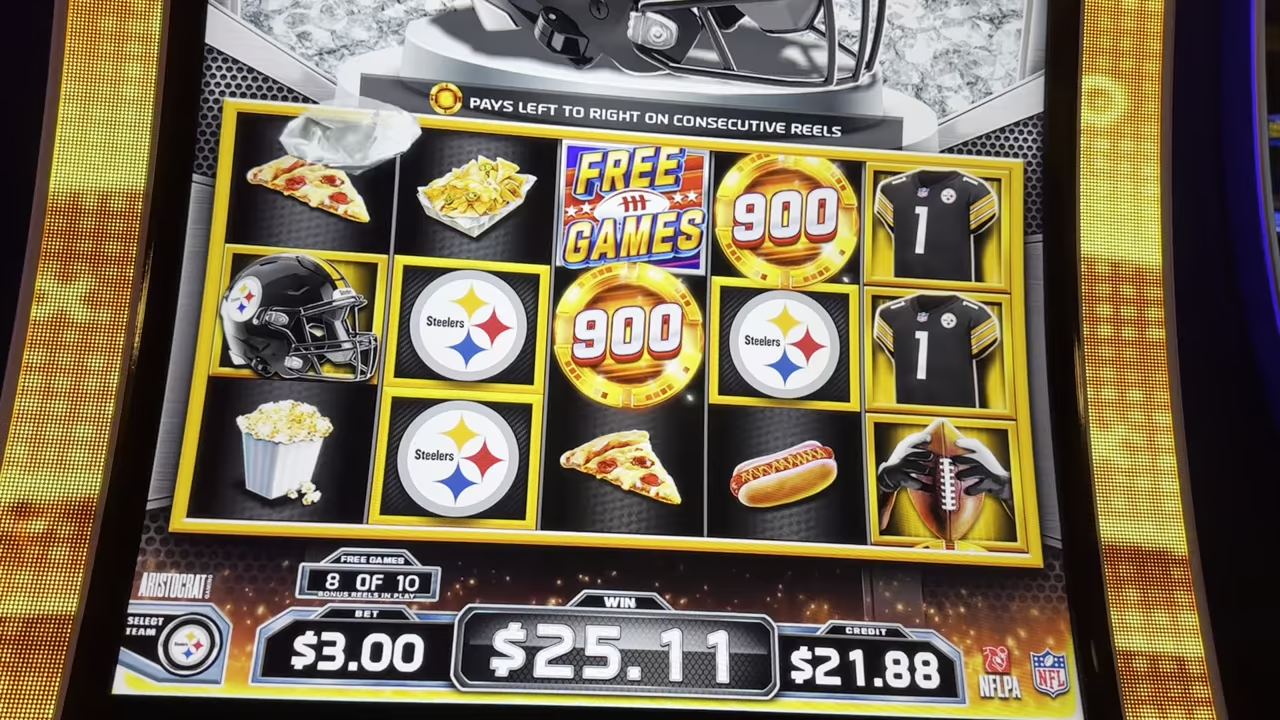 PAYS LEFT TO RIGHT ON CONSECUTIVE REELS
FREE
GAMES
900
1
Steelers
900
Steelers
1
Steelers
FREE GAMES
8 OF 10
BONUS REELS IN PLAY
ARISTOCRAT
SELECT
TEAM
BET
$3.00
WIN
$25.11
CREDIT
$21.88
NFLPA
NFL